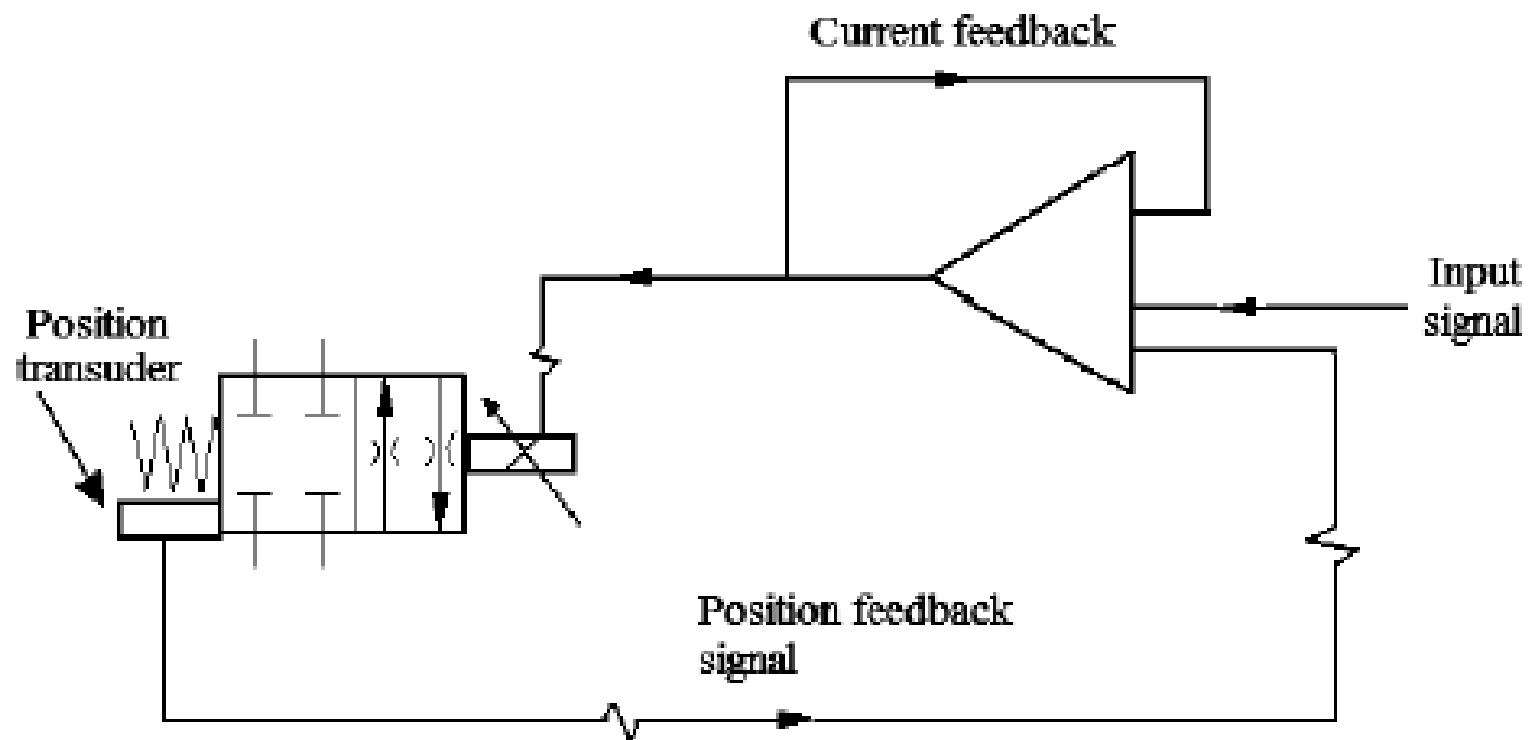 Current feedback
Input
signal
Position
transuder
Position feedback
signal